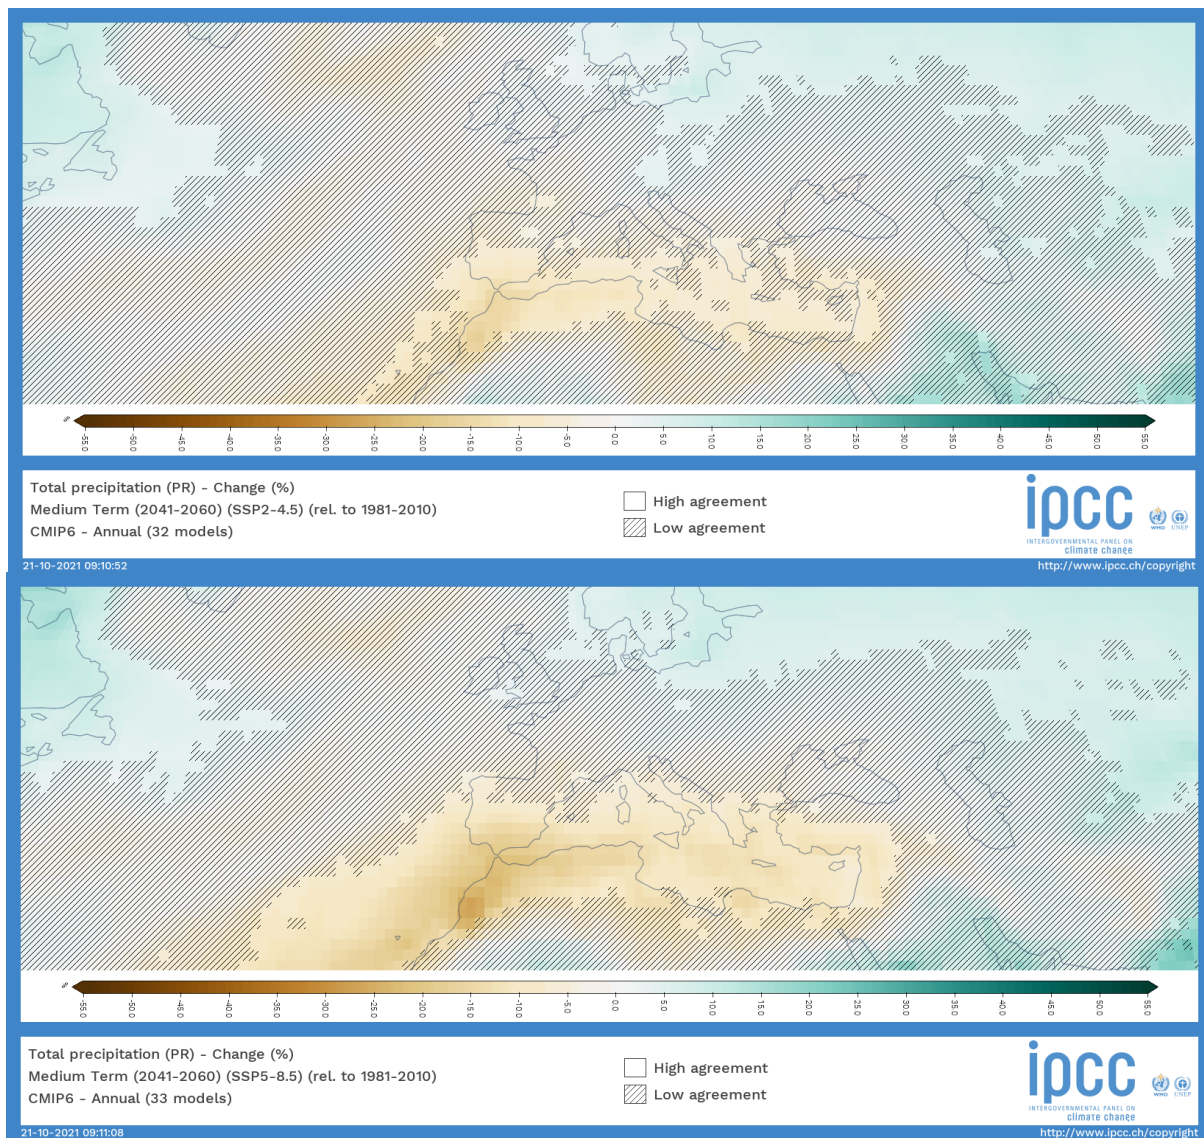 %
-55.0 -50.0 -45.0 -40.0 -35.0 -30.0 -25.0 -20.0 -15.0 -10.0 -5.0 0.0 5.0 10.0 15.0 20.0 25.0 30.0 35.0 40.0 45.0 50.0 55.0
Total precipitation (PR) - Change (%)
Medium Term (2041-2060) (SSP2-4.5) (rel. to 1981-2010)
CMIP6 - Annual (32 models)
High agreement
Low agreement
ipcc
INTERGOVERNMENTAL PANEL ON
climate change
WMO
UNEP
21-10-2021 09:10:52
http://www.ipcc.ch/copyright
%
-55.0 -50.0 -45.0 -40.0 -35.0 -30.0 -25.0 -20.0 -15.0 -10.0 -5.0 0.0 5.0 10.0 15.0 20.0 25.0 30.0 35.0 40.0 45.0 50.0 55.0
Total precipitation (PR) - Change (%)
Medium Term (2041-2060) (SSP5-8.5) (rel. to 1981-2010)
CMIP6 - Annual (33 models)
High agreement
Low agreement
ipcc
INTERGOVERNMENTAL PANEL ON
climate change
WMO
UNEP
21-10-2021 09:11:08
http://www.ipcc.ch/copyright